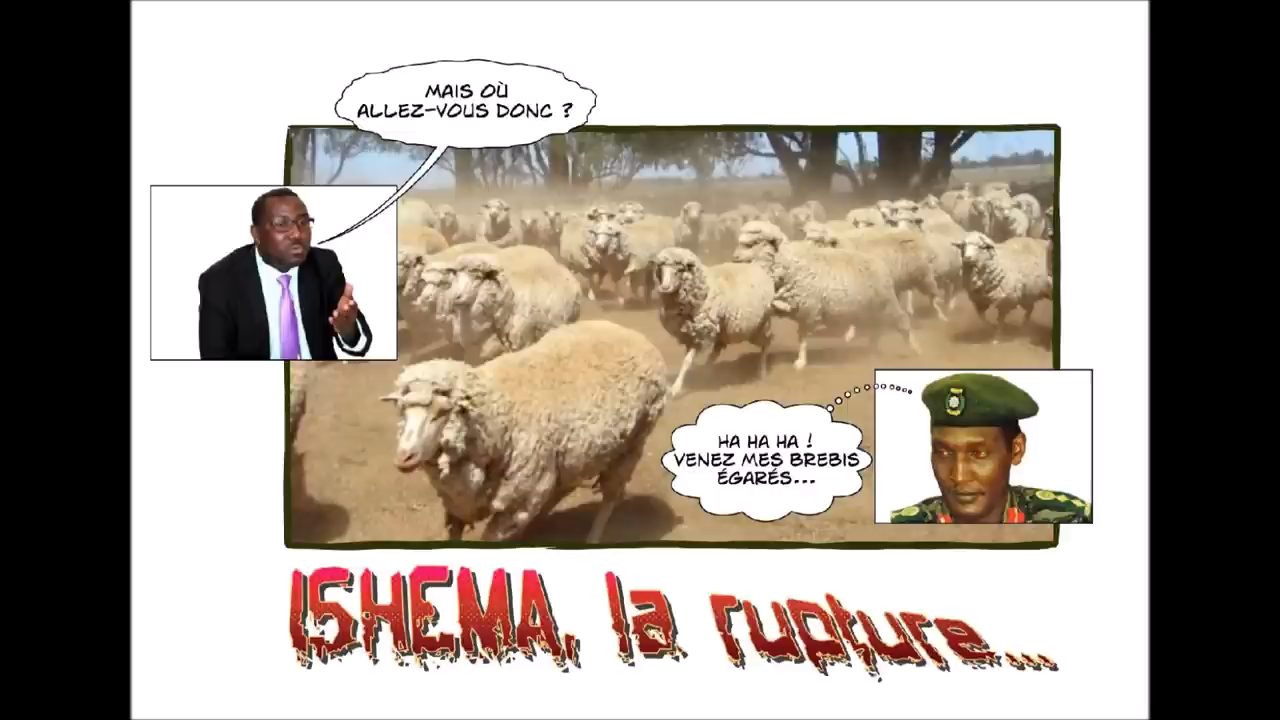 MAIS OÙ
ALLEZ-VOUS DONC ?
HA HA HA !
VENEZ MES BREBIS
ÉGARÉS...
ISHEMA, la rupture...